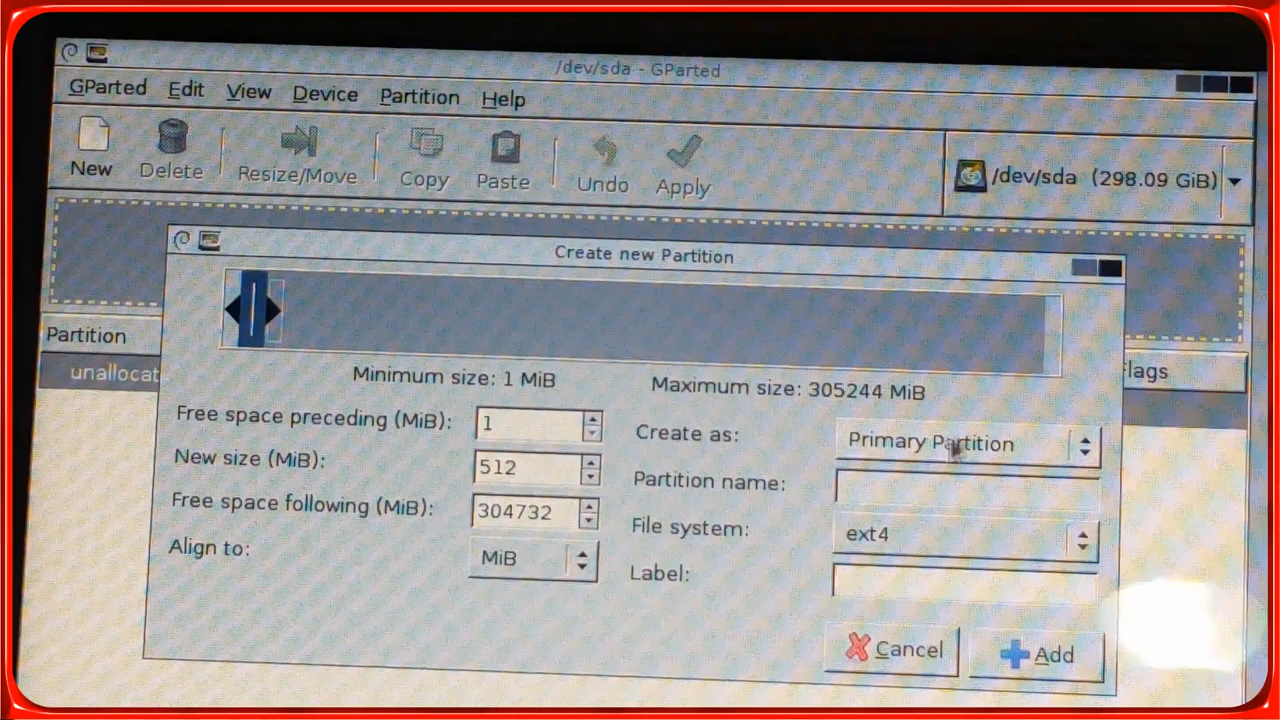 /dev/sda - GParted
GParted Edit View Device Partition Help
New Delete Resize/Move Copy Paste Undo Apply /dev/sda (298.09 GiB)
Create new Partition
Partition
lags
unallocat
Minimum size: 1 MiB Maximum size: 305244 MiB
Free space preceding (MiB): 1 Create as: Primary Partition
New size (MiB): 512 Partition name:
Free space following (MiB): 304732 File system: ext4
Align to: MiB Label:
Cancel Add